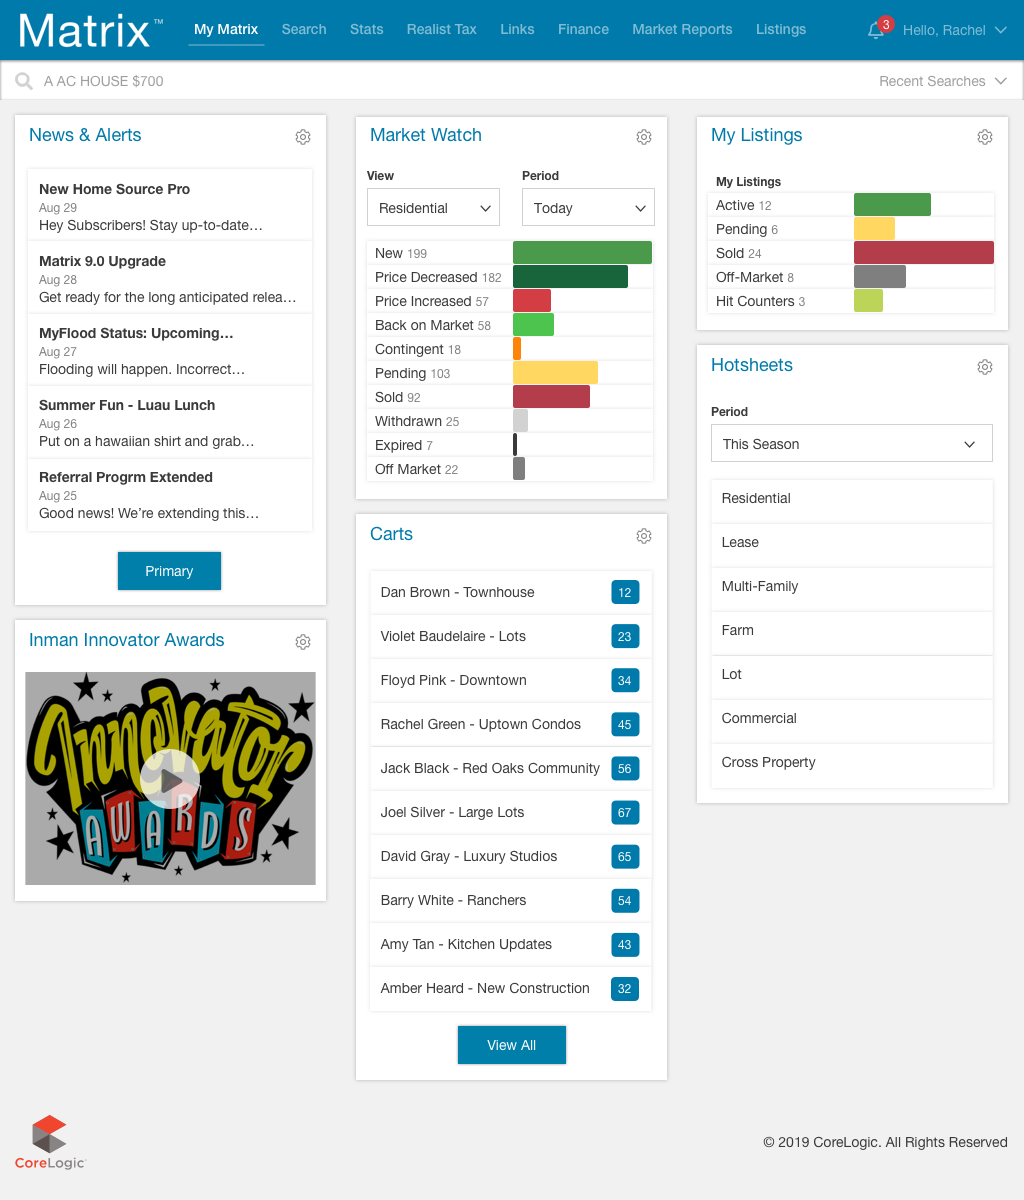 Matrix™
My Matrix Search Stats Realist Tax Links Finance Market Reports Listings
3
Hello, Rachel
A AC HOUSE $700
Recent Searches
News & Alerts
New Home Source Pro
Aug 29
Hey Subscribers! Stay up-to-date…
Matrix 9.0 Upgrade
Aug 28
Get ready for the long anticipated relea…
MyFlood Status: Upcoming…
Aug 27
Flooding will happen. Incorrect…
Summer Fun - Luau Lunch
Aug 26
Put on a hawaiian shirt and grab…
Referral Progrm Extended
Aug 25
Good news! We’re extending this…
Primary
Inman Innovator Awards
Innovator
AWARDS
Market Watch
View Period
Residential Today
New 199
Price Decreased 182
Price Increased 57
Back on Market 58
Contingent 18
Pending 103
Sold 92
Withdrawn 25
Expired 7
Off Market 22
Carts
Dan Brown - Townhouse 12
Violet Baudelaire - Lots 23
Floyd Pink - Downtown 34
Rachel Green - Uptown Condos 45
Jack Black - Red Oaks Community 56
Joel Silver - Large Lots 67
David Gray - Luxury Studios 65
Barry White - Ranchers 54
Amy Tan - Kitchen Updates 43
Amber Heard - New Construction 32
View All
My Listings
My Listings
Active 12
Pending 6
Sold 24
Off-Market 8
Hit Counters 3
Hotsheets
Period
This Season
Residential
Lease
Multi-Family
Farm
Lot
Commercial
Cross Property
CoreLogic
© 2019 CoreLogic. All Rights Reserved